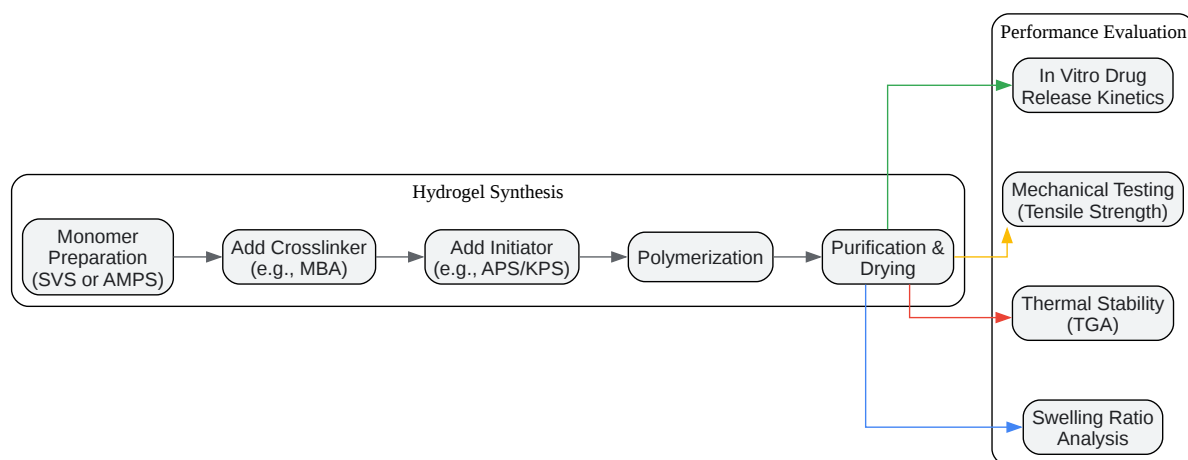 Performance Evaluation
In Vitro Drug
Release Kinetics
Hydrogel Synthesis
Monomer
Preparation
(SVS or AMPS)
Add Crosslinker
(e.g., MBA)
Add Initiator
(e.g., APS/KPS)
Polymerization
Purification &
Drying
Mechanical Testing
(Tensile Strength)
Thermal Stability
(TGA)
Swelling Ratio
Analysis